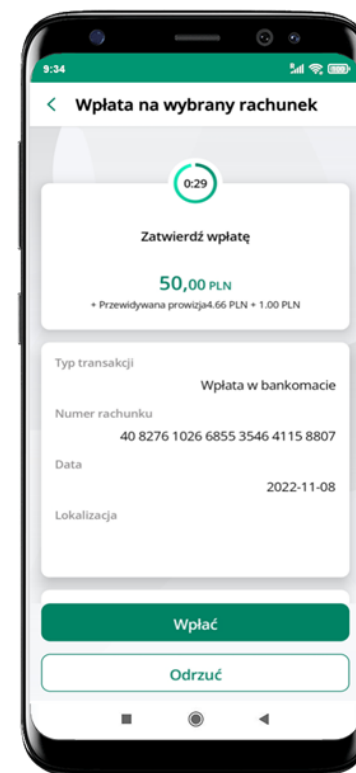 9:34
Wpłata na wybrany rachunek
0:29
Zatwierdź wpłatę
50,00 PLN
+ Przewidywana prowizja4.66 PLN + 1.00 PLN
Typ transakcji
Wpłata w bankomacie
Numer rachunku
40 8276 1026 6855 3546 4115 8807
Data
2022-11-08
Lokalizacja
Wpłać
Odrzuć